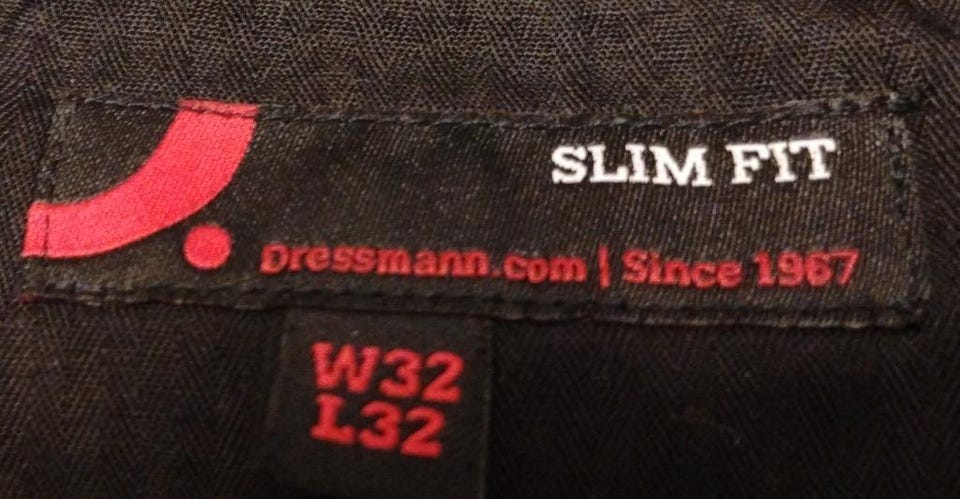 SLIM FIT
Dressmann.com | Since 1967
W32
L32